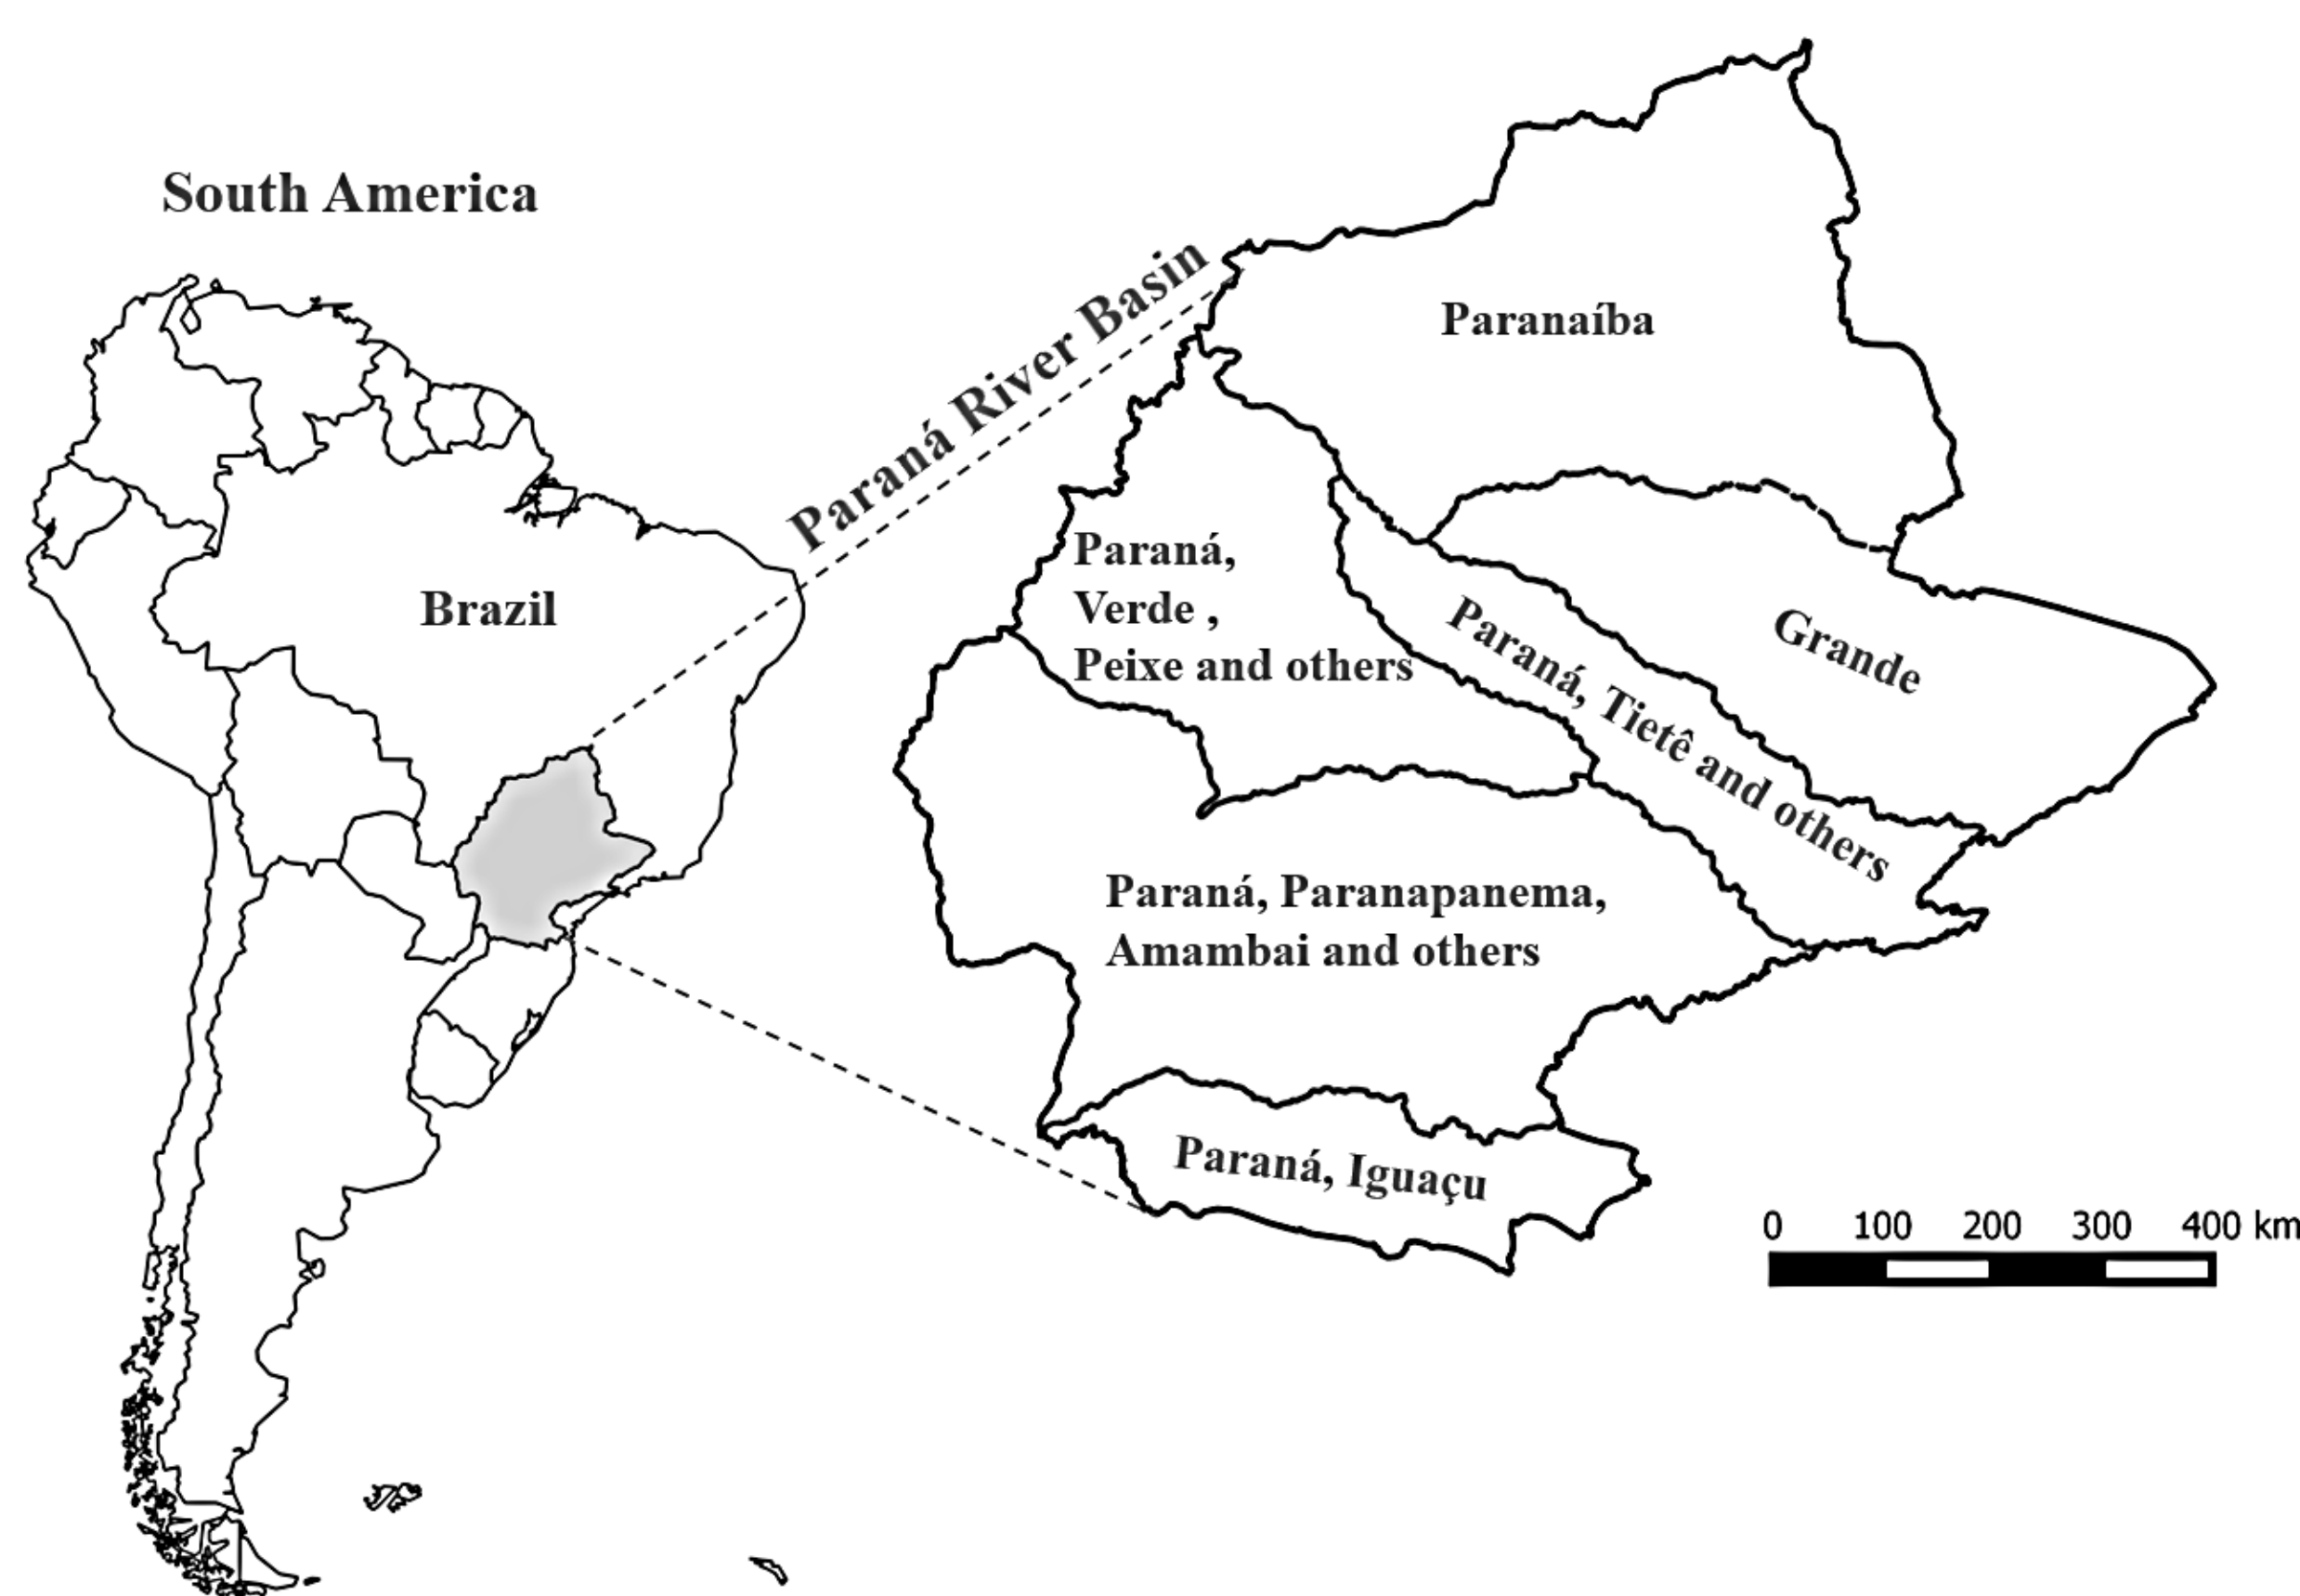 South America
Brazil
Paraná River Basin
Paranaíba
Paraná,
Verde ,
Peixe and others
Paraná, Tietê and others
Grande
Paraná, Paranapanema,
Amambai and others
Paraná, Iguaçu
0 100 200 300 400 km